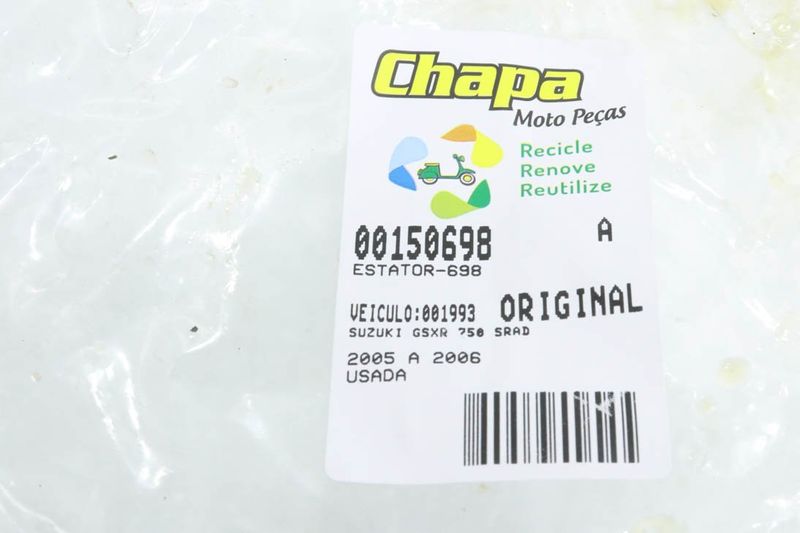 Chapa
Moto Peças
Recicle
Renove
Reutilize
00150698 A
ESTATOR-698
VEICULO:001993 ORIGINAL
SUZUKI GSXR 750 SRAD
2005 A 2006
USADA